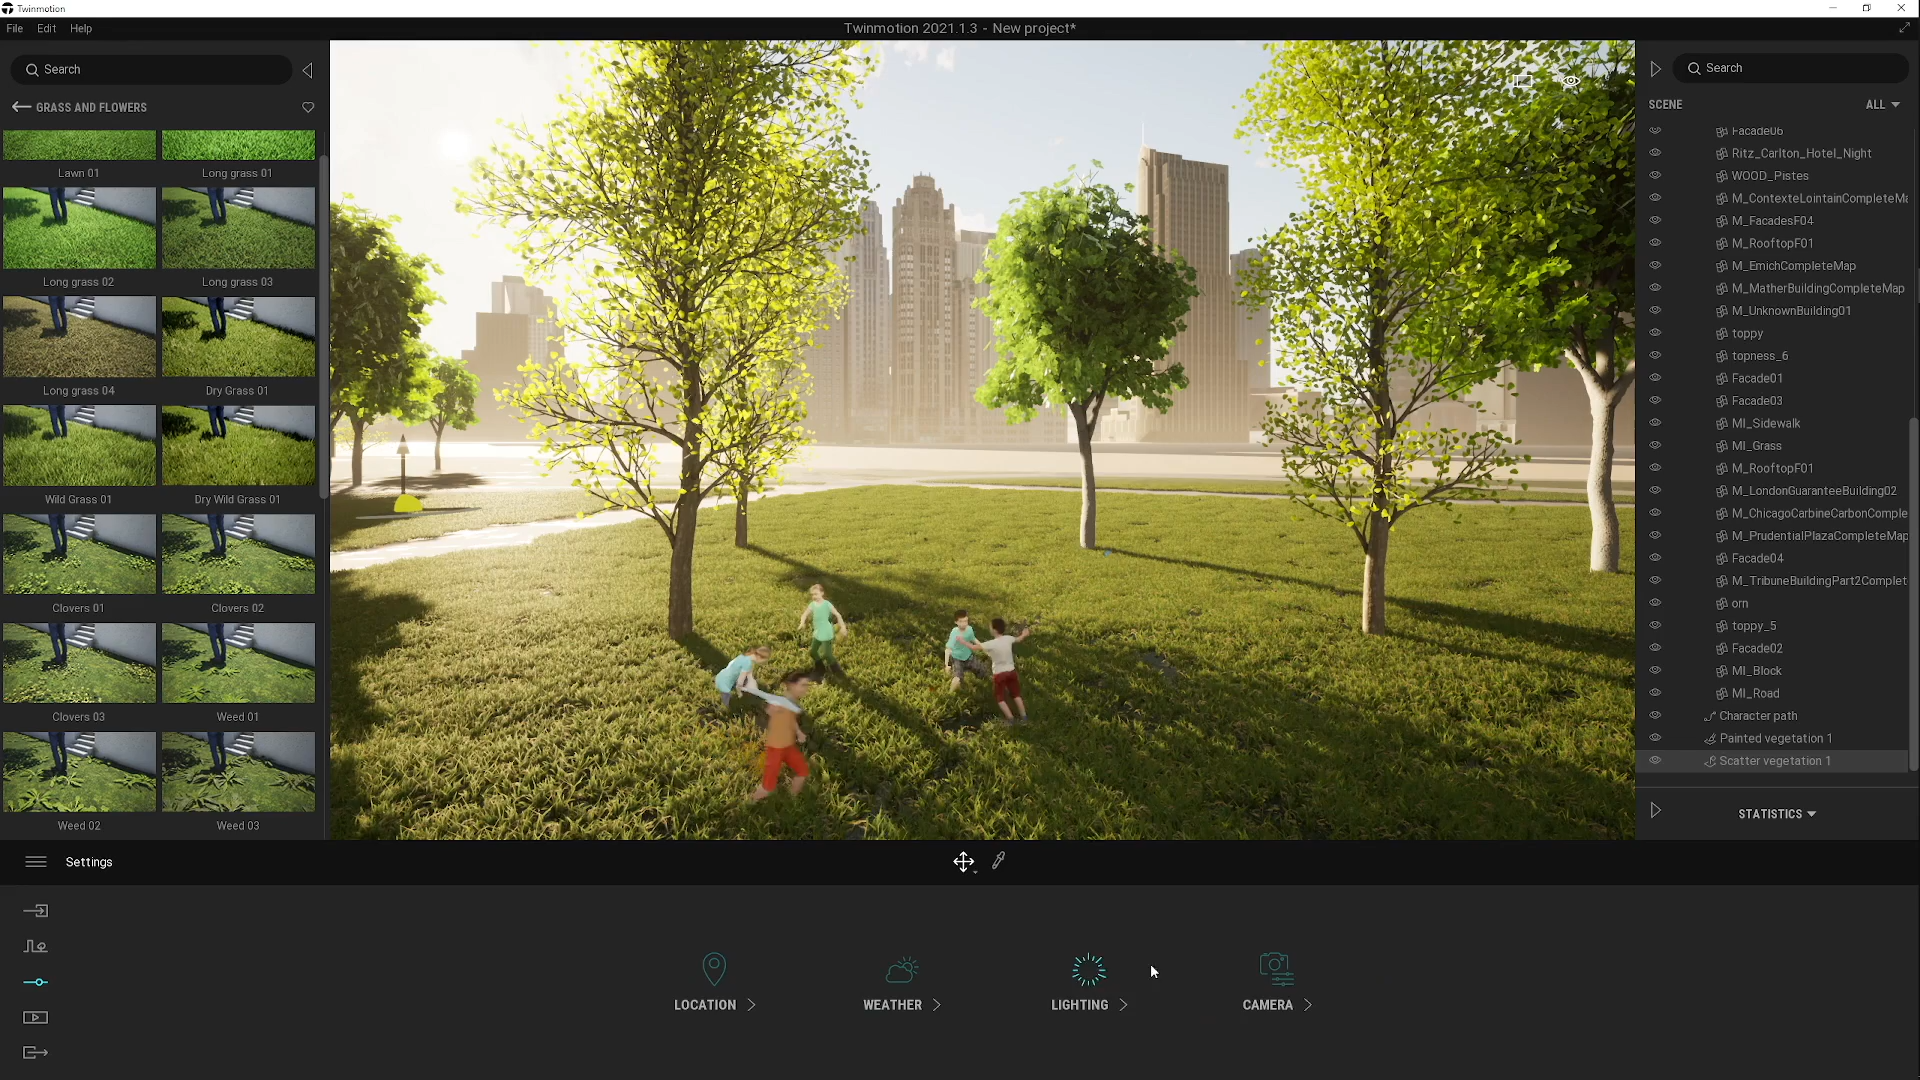 Twinmotion
File Edit Help
Twinmotion 2021.1.3 - New project*
Search
GRASS AND FLOWERS
Lawn 01
Long grass 01
Long grass 02
Long grass 03
Long grass 04
Dry Grass 01
Wild Grass 01
Dry Wild Grass 01
Clovers 01
Clovers 02
Clovers 03
Weed 01
Weed 02
Weed 03
Search
SCENE
ALL
Facade06
Ritz_Carlton_Hotel_Night
WOOD_Pistes
M_ContexteLointainCompleteMa
M_FacadesF04
M_RooftopF01
M_EmichCompleteMap
M_MatherBuildingCompleteMap
M_UnknownBuilding01
toppy
topness_6
Facade01
Facade03
MI_Sidewalk
MI_Grass
M_RooftopF01
M_LondonGuaranteeBuilding02
M_ChicagoCarbineCarbonComple
M_PrudentialPlazaCompleteMap
Facade04
M_TribuneBuildingPart2Complet
orn
toppy_5
Facade02
MI_Block
MI_Road
Character path
Painted vegetation 1
Scatter vegetation 1
STATISTICS
Settings
LOCATION
WEATHER
LIGHTING
CAMERA